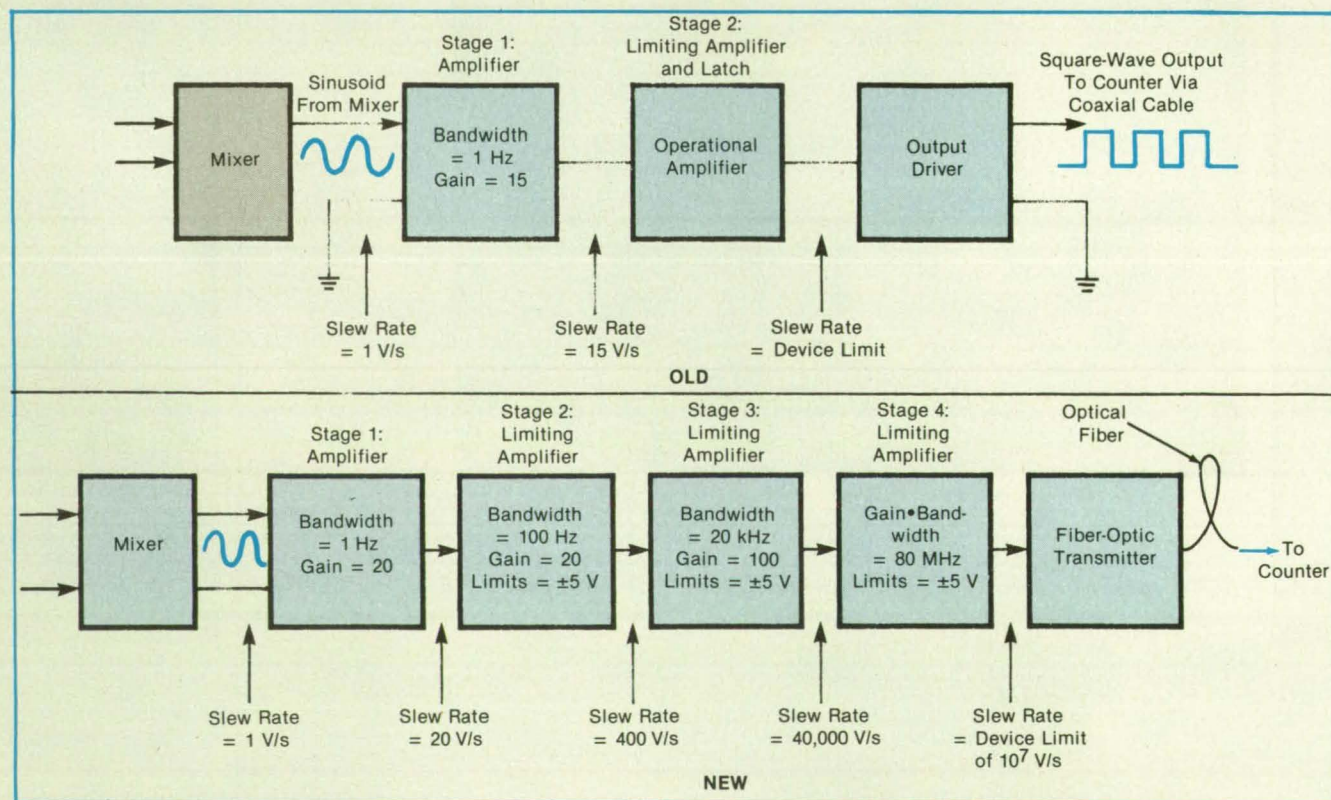 Stage 1:
Amplifier
Stage 2:
Limiting Amplifier
and Latch
Sinusoid
From Mixer
Square-Wave Output
To Counter Via
Coaxial Cable
Mixer
Bandwidth
= 1 Hz
Gain = 15
Operational
Amplifier
Output
Driver
Slew Rate
= 1 V/s
Slew Rate
= 15 V/s
Slew Rate
= Device Limit
OLD
Stage 1:
Amplifier
Stage 2:
Limiting
Amplifier
Stage 3:
Limiting
Amplifier
Stage 4:
Limiting
Amplifier
Optical
Fiber
Mixer
Bandwidth
= 1 Hz
Gain = 20
Bandwidth
= 100 Hz
Gain = 20
Limits = ±5 V
Bandwidth
= 20 kHz
Gain = 100
Limits = ±5 V
Gain•Band-
width
= 80 MHz
Limits = ±5 V
Fiber-Optic
Transmitter
To
Counter
Slew Rate
= 1 V/s
Slew Rate
= 20 V/s
Slew Rate
= 400 V/s
Slew Rate
= 40,000 V/s
Slew Rate
= Device Limit
of 10⁷ V/s
NEW